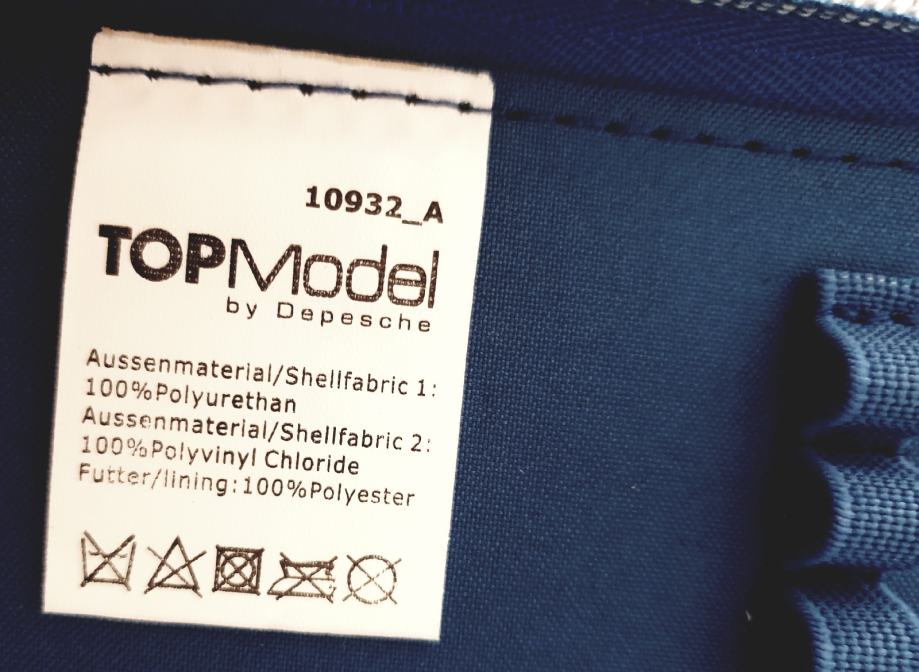 10932_A
TOPModel
by Depesche
Aussenmaterial/Shellfabric 1:
100%Polyurethan
Aussenmaterial/Shellfabric 2:
100%Polyvinyl Chloride
Futter/lining:100%Polyester